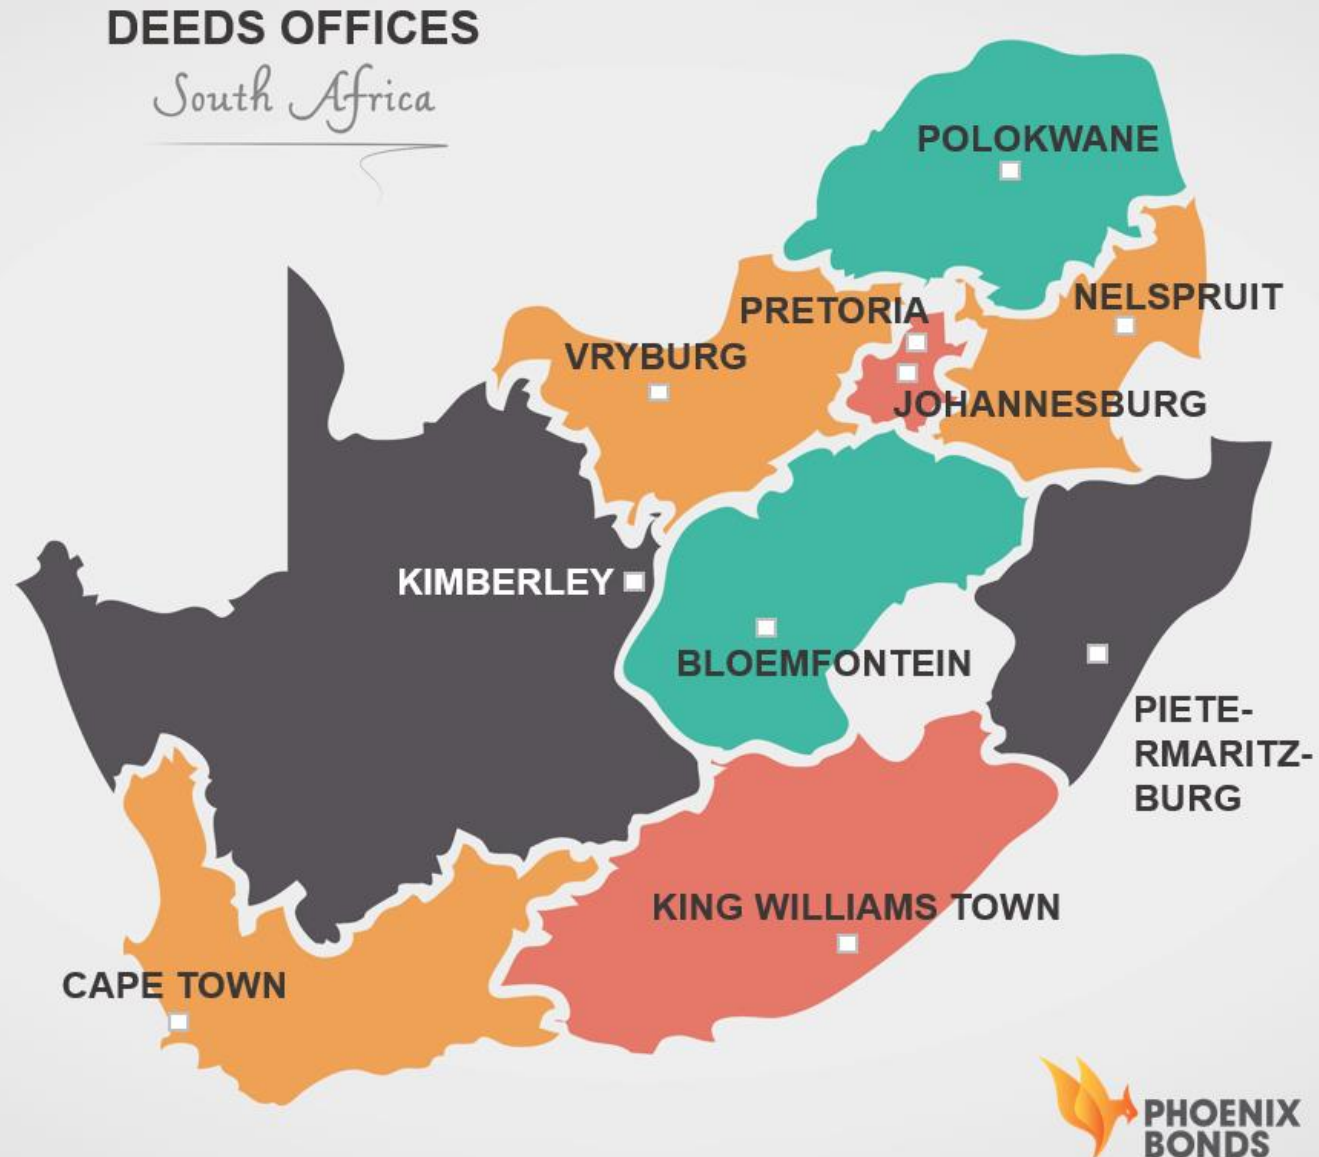 DEEDS OFFICES
South Africa
POLOKWANE
NELSPRUIT
PRETORIA
VRYBURG
JOHANNESBURG
KIMBERLEY
BLOEMFONTEIN
PIETE-
RMARITZ-
BURG
KING WILLIAMS TOWN
CAPE TOWN
PHOENIX
BONDS